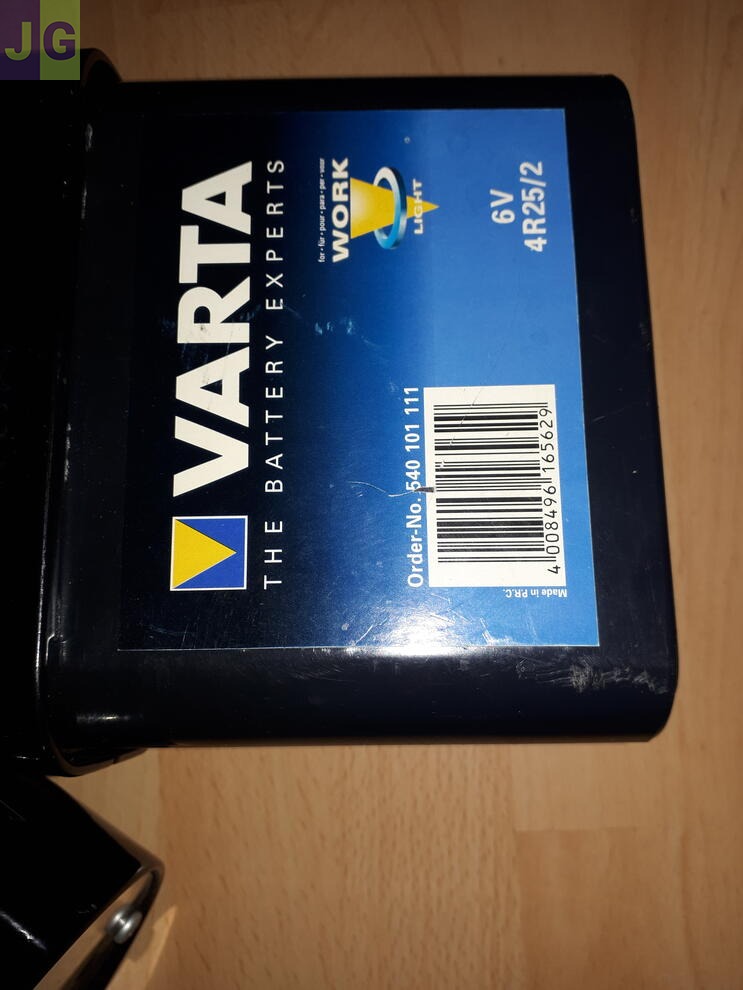 JG
VARTA
THE BATTERY EXPERTS
for • für • pour • para • per • voor
WORK
LIGHT
6V
4R25/2
Order-No. 540 101 111
4 008496 165629
Made in P.R.C.